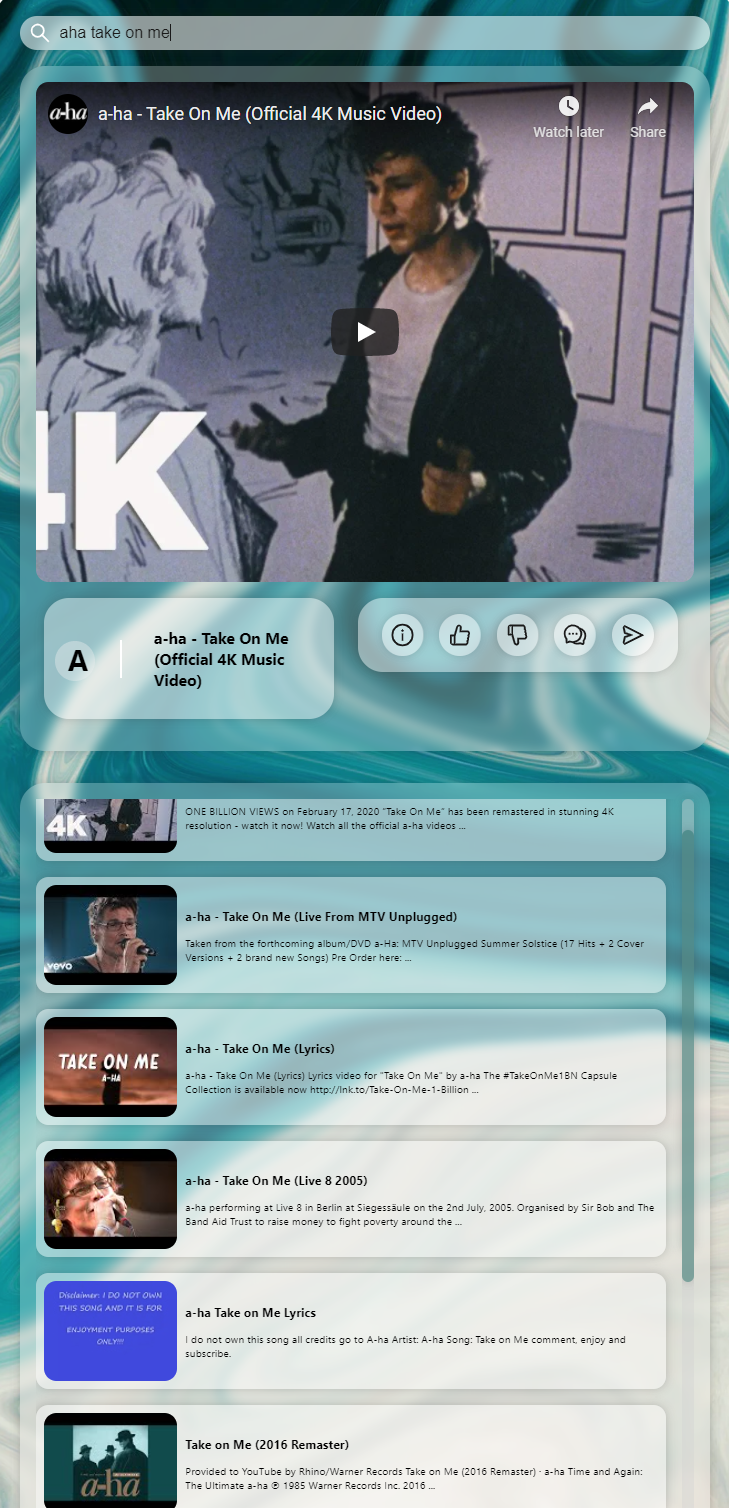 aha take on me
a-ha
a-ha - Take On Me (Official 4K Music Video)
Watch later
Share
4K
A
a-ha - Take On Me
(Official 4K Music
Video)
4K
ONE BILLION VIEWS on February 17, 2020 "Take On Me" has been remastered in stunning 4K
resolution - watch it now! Watch all the official a-ha videos ...
vevo
a-ha - Take On Me (Live From MTV Unplugged)
Taken from the forthcoming album/DVD a-Ha: MTV Unplugged Summer Solstice (17 Hits + 2 Cover
Versions + 2 brand new Songs) Pre Order here: ...
TAKE ON ME
A-HA
a-ha - Take On Me (Lyrics)
a-ha - Take On Me (Lyrics) Lyrics video for "Take On Me" by a-ha The #TakeOnMe1BN Capsule
Collection is available now http://lnk.to/Take-On-Me-1-Billion ...
a-ha - Take On Me (Live 8 2005)
a-ha performing at Live 8 in Berlin at Siegessäule on the 2nd July, 2005. Organised by Sir Bob and The
Band Aid Trust to raise money to fight poverty around the ...
Disclaimer: I DO NOT OWN
THIS SONG AND IT IS FOR
ENJOYMENT PURPOSES
ONLY!!!!
a-ha Take on Me Lyrics
I do not own this song all credits go to A-ha Artist: A-ha Song: Take on Me comment, enjoy and
subscribe.
a-ha
Take on Me (2016 Remaster)
Provided to YouTube by Rhino/Warner Records Take on Me (2016 Remaster) · a-ha Time and Again:
The Ultimate a-ha ℗ 1985 Warner Records Inc. 2016 ...